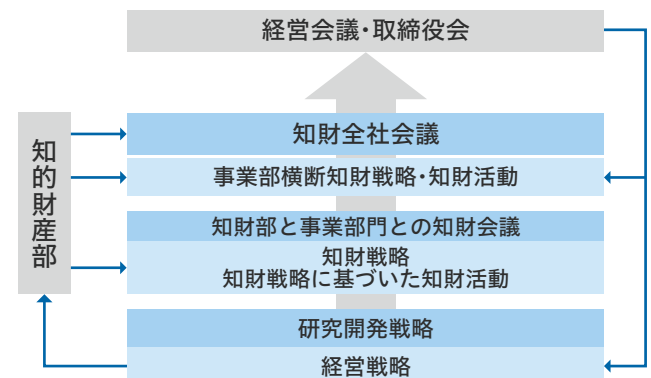 経営会議・取締役会
知的財産部
知財全社会議
事業部横断知財戦略・知財活動
知財部と事業部門との知財会議
知財戦略
知財戦略に基づいた知財活動
研究開発戦略
経営戦略